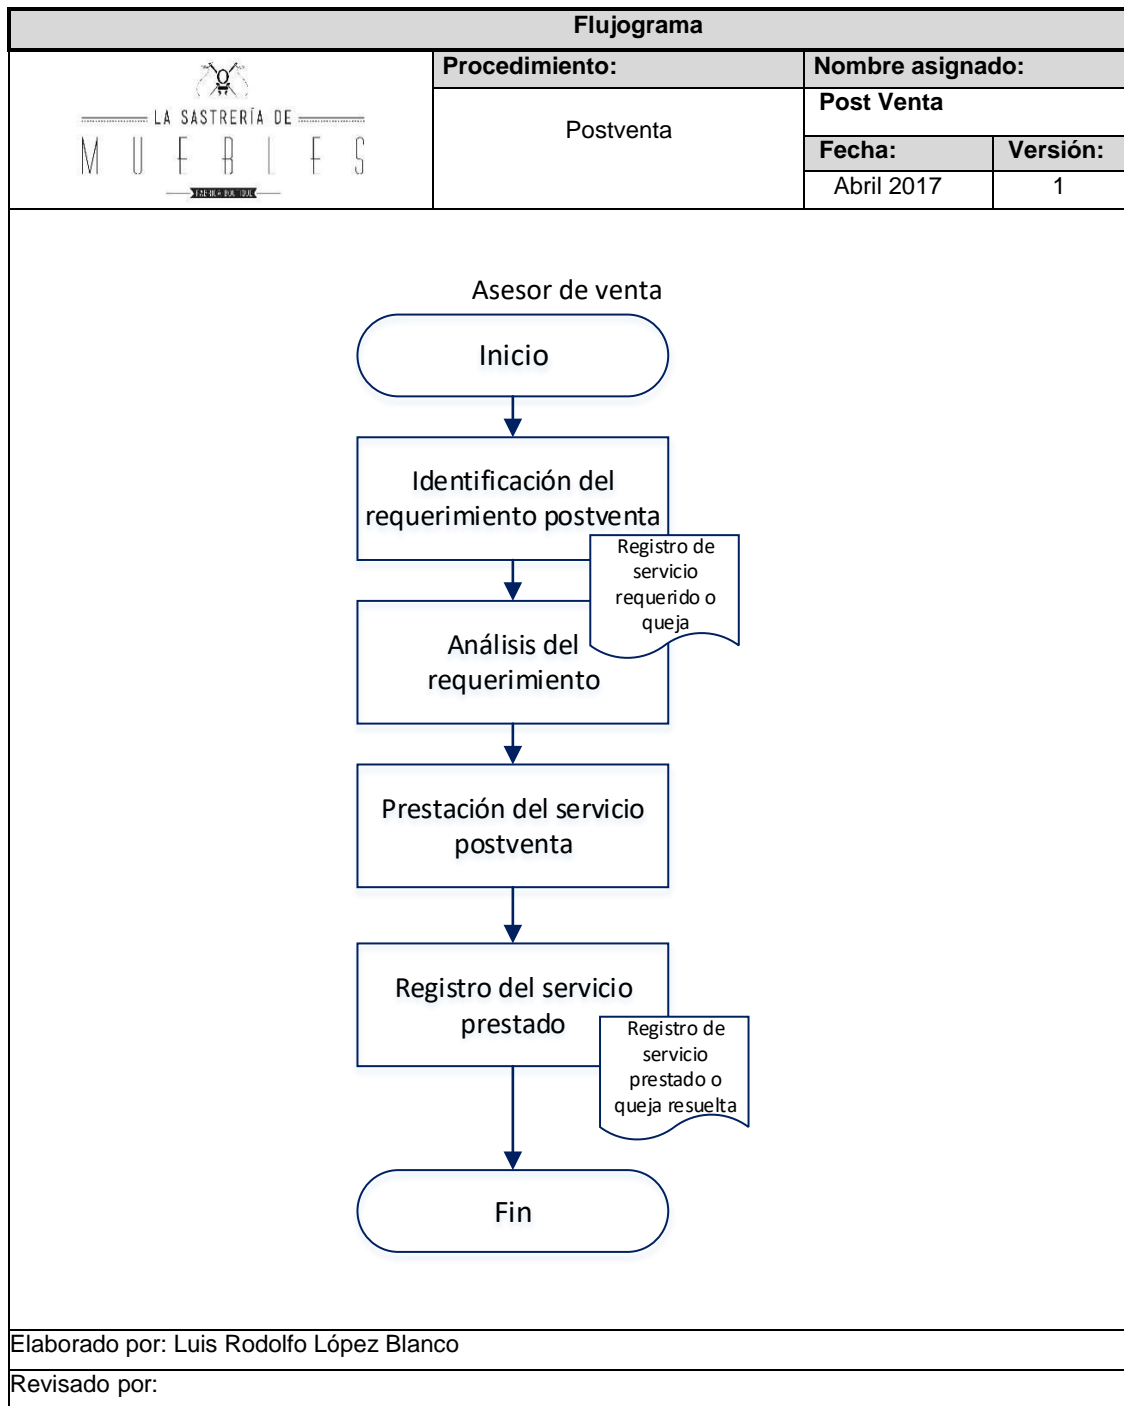 Flujograma
LA SASTRERÍA DE
MUEBLES
Procedimiento:
Postventa
Nombre asignado:
Post Venta
Fecha:
Versión:
Abril 2017
1
Asesor de venta
Inicio
Identificación del
requerimiento postventa
Registro de
servicio
requerido o
queja
Análisis del
requerimiento
Prestación del servicio
postventa
Registro del servicio
prestado
Registro de
servicio
prestado o
queja resuelta
Fin
Elaborado por: Luis Rodolfo López Blanco
Revisado por: